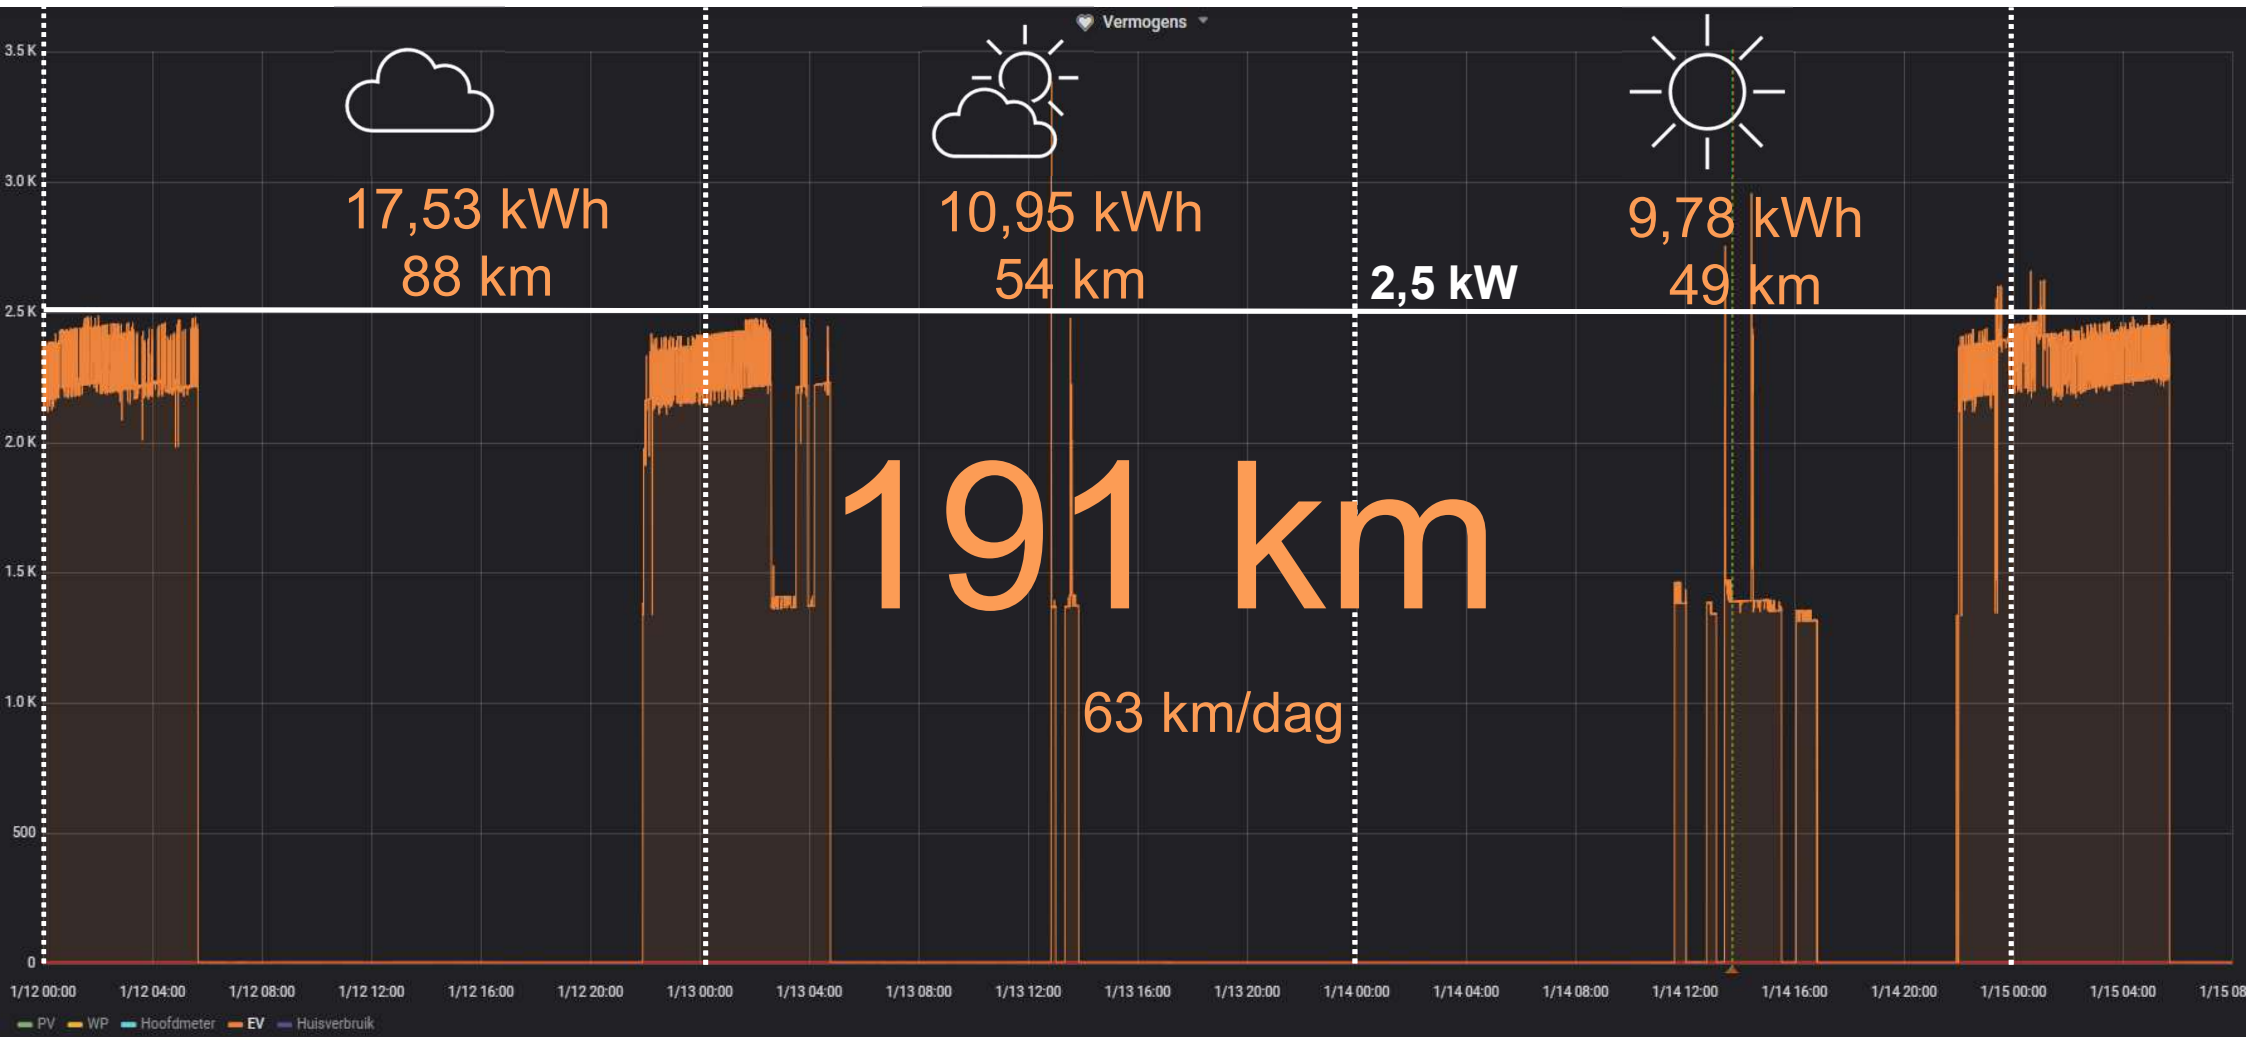 Vermogens
3.5 K
3.0 K
17,53 kWh
88 km
10,95 kWh
54 km
9,78 kWh
49 km
2,5 kW
2.5 K
2.0 K
191 km
1.5 K
1.0 K
63 km/dag
500
0
1/12 00:00 1/12 04:00 1/12 08:00 1/12 12:00 1/12 16:00 1/12 20:00 1/13 00:00 1/13 04:00 1/13 08:00 1/13 12:00 1/13 16:00 1/13 20:00 1/14 00:00 1/14 04:00 1/14 08:00 1/14 12:00 1/14 16:00 1/14 20:00 1/15 00:00 1/15 04:00 1/15 08
PV WP Hoofdmeter EV Huisverbruik